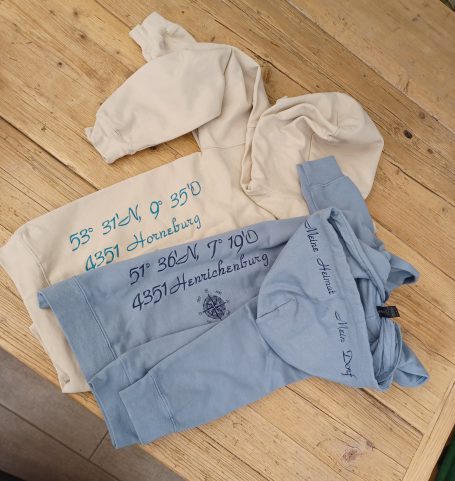 53° 31'N, 9° 35'O
4351 Horneburg
51° 36'N, 7° 19'O
4351 Henrichenburg
Meine Heimat Mein Dorf